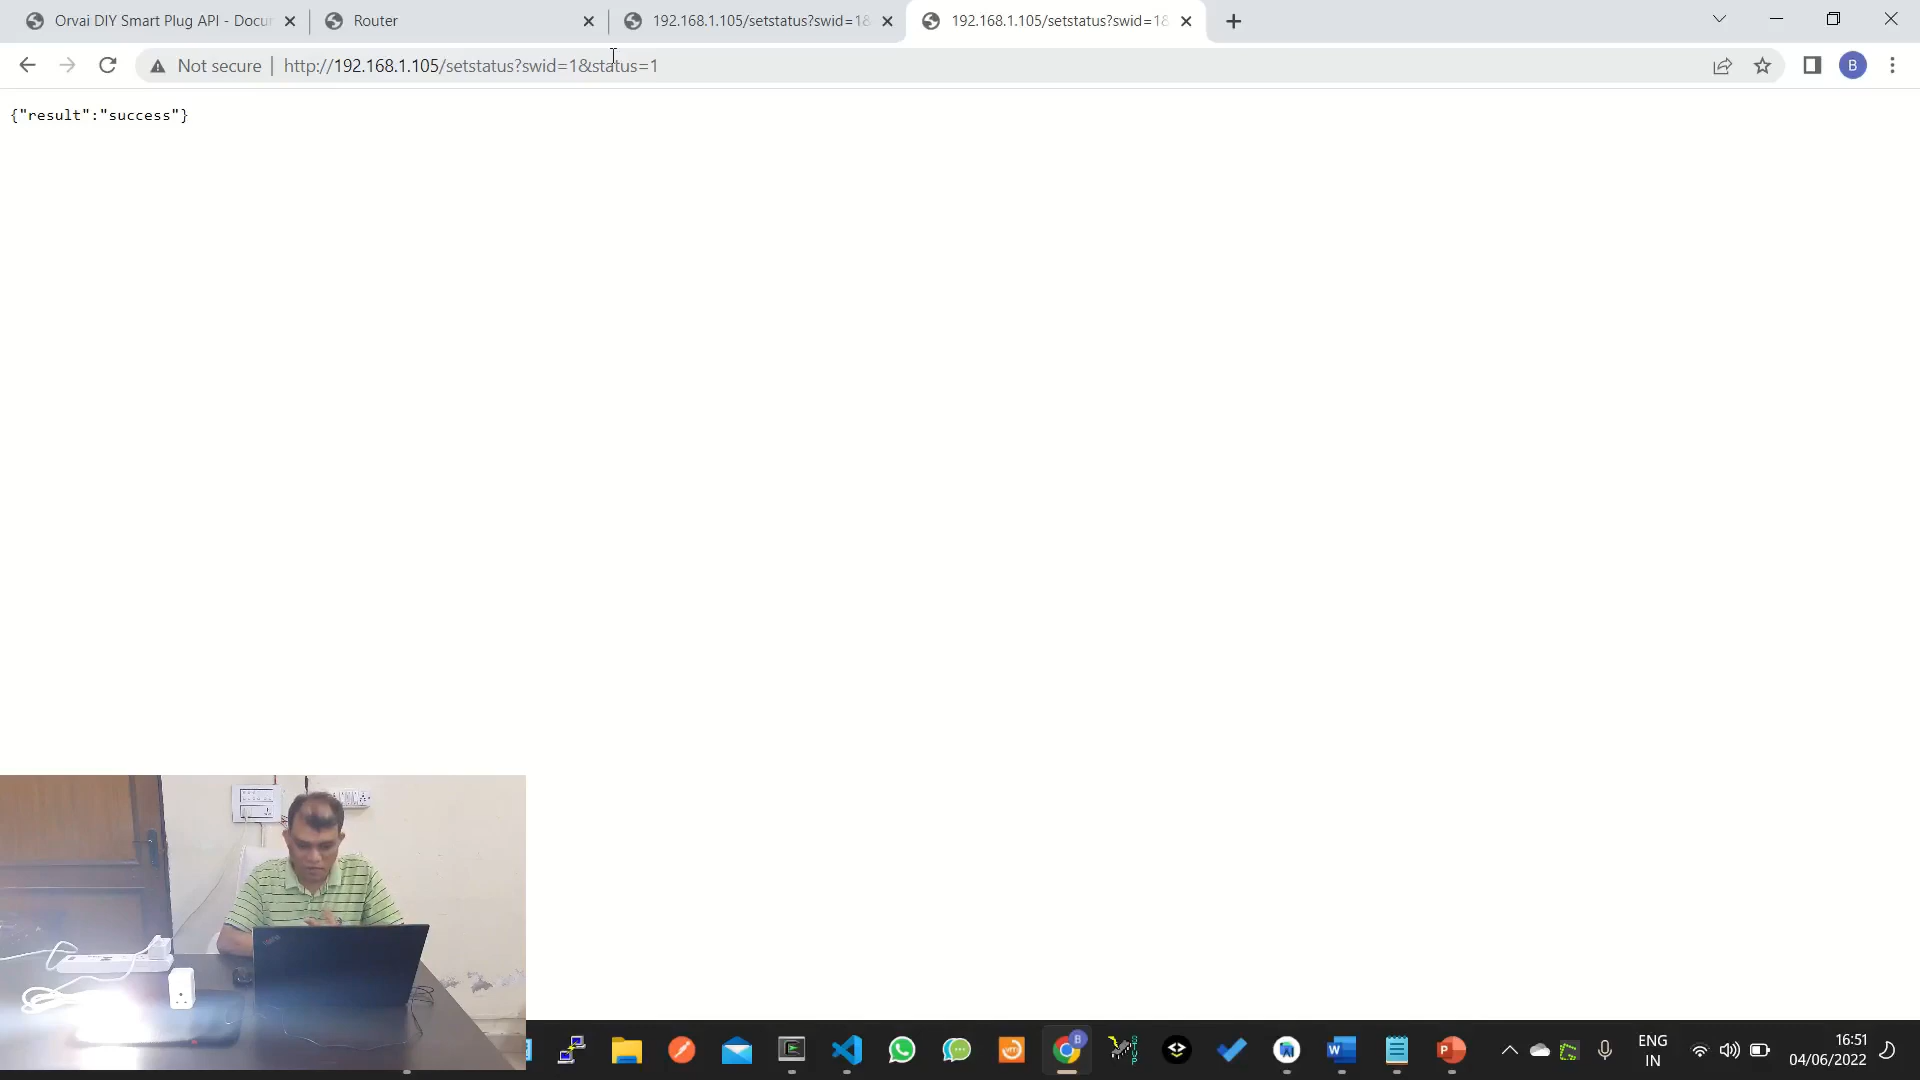 Orvai DIY Smart Plug API - Docu
Router
192.168.1.105/setstatus?swid=1&
192.168.1.105/setstatus?swid=1&
Not secure
http://192.168.1.105/setstatus?swid=1&status=1
B
{"result":"success"}
B
W
P
ENG
IN
16:51
04/06/2022